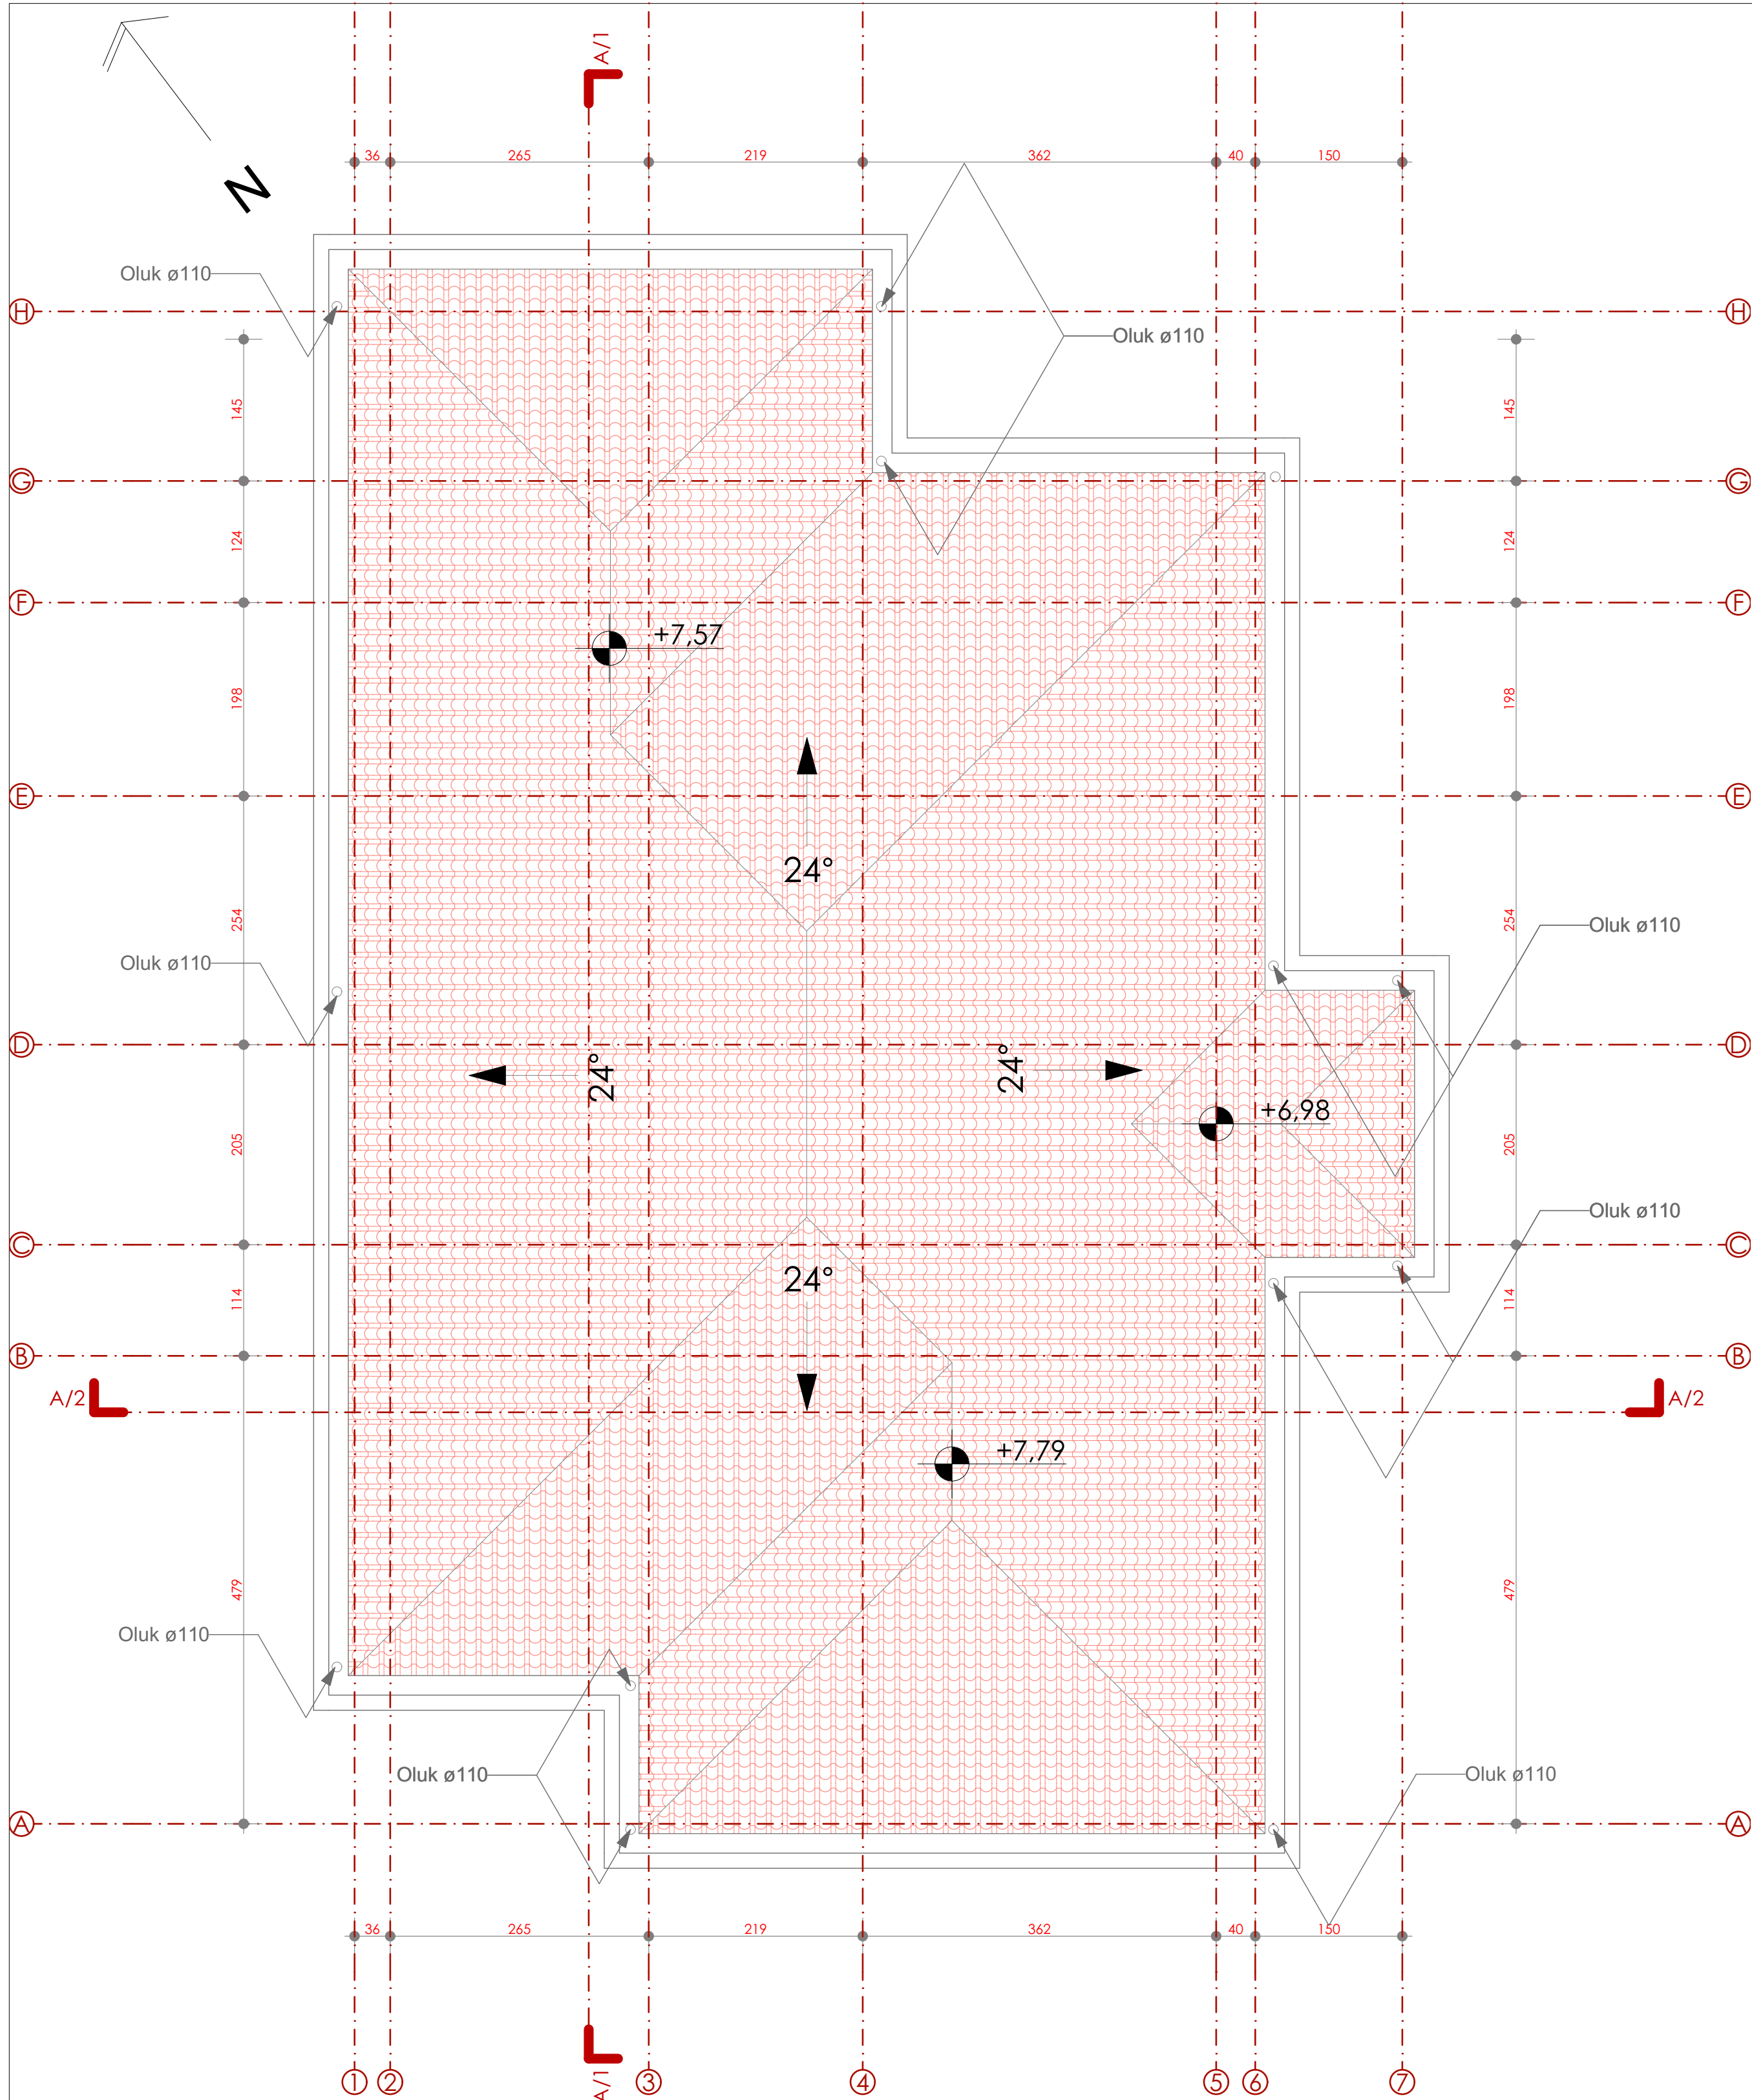 A/1
N
36 265 219 362 40 150
Oluk ø110
H H
Oluk ø110
145 145
G G
124 124
F F
+7,57
198 198
E E
24°
254 254
Oluk ø110
Oluk ø110
D D
24° 24°
+6,98
205 205
Oluk ø110
C C
24°
114 114
B B
A/2 A/2
+7,79
479 479
Oluk ø110
Oluk ø110 Oluk ø110
A A
36 265 219 362 40 150
1 2 A/1 3 4 5 6 7